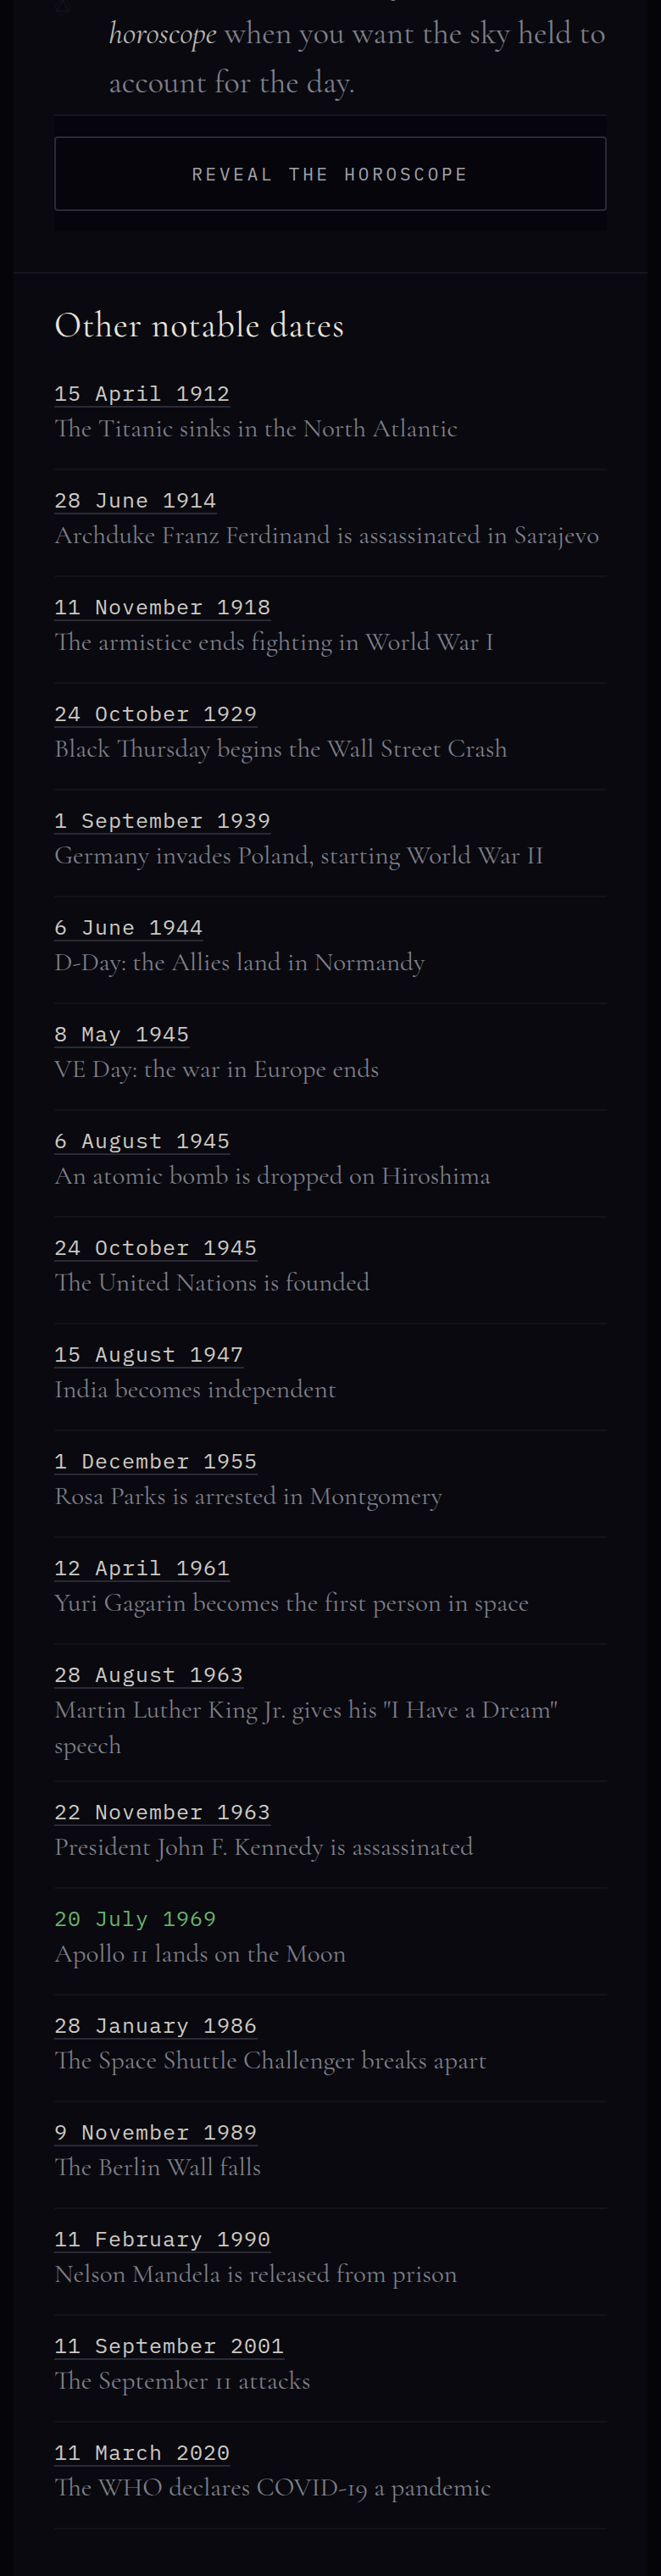 horoscope when you want the sky held to
account for the day.
REVEAL THE HOROSCOPE
Other notable dates
15 April 1912
The Titanic sinks in the North Atlantic
28 June 1914
Archduke Franz Ferdinand is assassinated in Sarajevo
11 November 1918
The armistice ends fighting in World War I
24 October 1929
Black Thursday begins the Wall Street Crash
1 September 1939
Germany invades Poland, starting World War II
6 June 1944
D-Day: the Allies land in Normandy
8 May 1945
VE Day: the war in Europe ends
6 August 1945
An atomic bomb is dropped on Hiroshima
24 October 1945
The United Nations is founded
15 August 1947
India becomes independent
1 December 1955
Rosa Parks is arrested in Montgomery
12 April 1961
Yuri Gagarin becomes the first person in space
28 August 1963
Martin Luther King Jr. gives his "I Have a Dream"
speech
22 November 1963
President John F. Kennedy is assassinated
20 July 1969
Apollo 11 lands on the Moon
28 January 1986
The Space Shuttle Challenger breaks apart
9 November 1989
The Berlin Wall falls
11 February 1990
Nelson Mandela is released from prison
11 September 2001
The September 11 attacks
11 March 2020
The WHO declares COVID-19 a pandemic